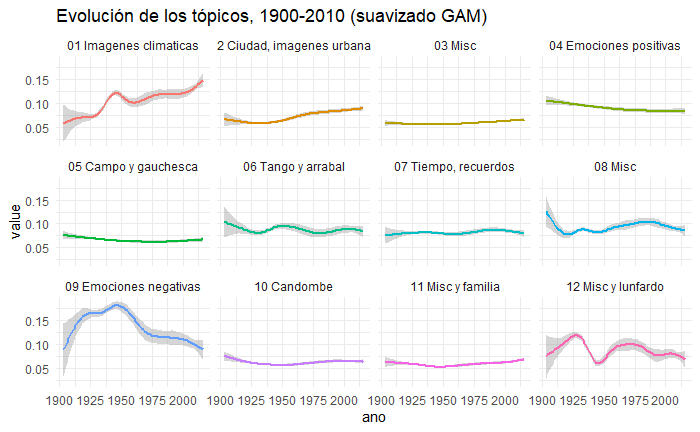 Evolución de los tópicos, 1900-2010 (suavizado GAM)
01 Imagenes climaticas
2 Ciudad, imagenes urbana
03 Misc
04 Emociones positivas
0.15
0.10
0.05
05 Campo y gauchesca
06 Tango y arrabal
07 Tiempo, recuerdos
08 Misc
value
0.15
0.10
0.05
09 Emociones negativas
10 Candombe
11 Misc y familia
12 Misc y lunfardo
0.15
0.10
0.05
1900 1925 1950 1975 2000
1900 1925 1950 1975 2000
1900 1925 1950 1975 2000
1900 1925 1950 1975 2000
ano